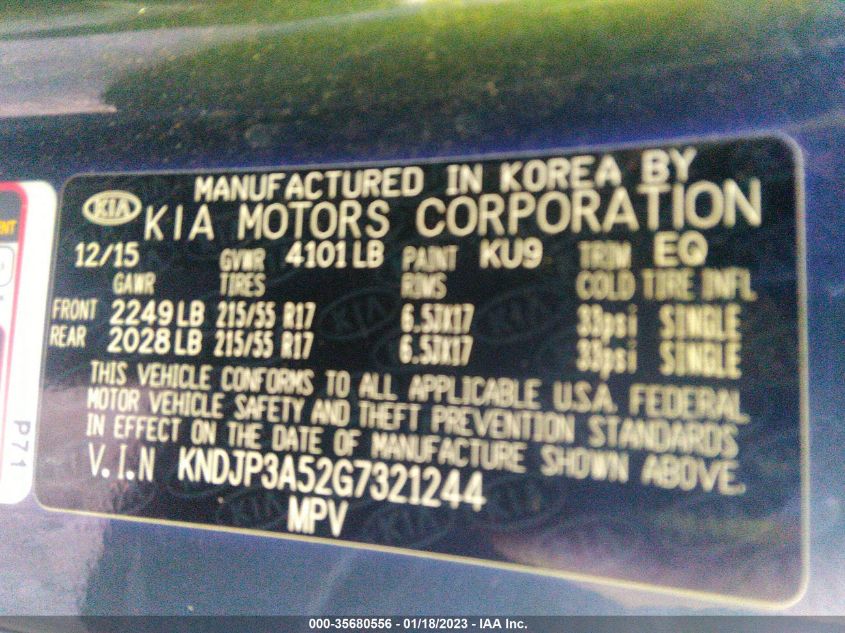 MANUFACTURED IN KOREA BY
KIA KIA MOTORS CORPORATION
12/15 GVWR 4101 LB PAINT KU9 TRIM EQ
GAWR TIRES RIMS COLD TIRE INFL
FRONT 2249 LB 215/55 R17 6.5JX17 33psi SINGLE
REAR 2028 LB 215/55 R17 6.5JX17 33psi SINGLE
THIS VEHICLE CONFORMS TO ALL APPLICABLE U.S.A. FEDERAL
MOTOR VEHICLE SAFETY AND THEFT PREVENTION STANDARDS
IN EFFECT ON THE DATE OF MANUFACTURE SHOWN ABOVE.
V.I.N KNDJP3A52G7321244
MPV
P71
000-35680556 - 01/18/2023 - IAA Inc.